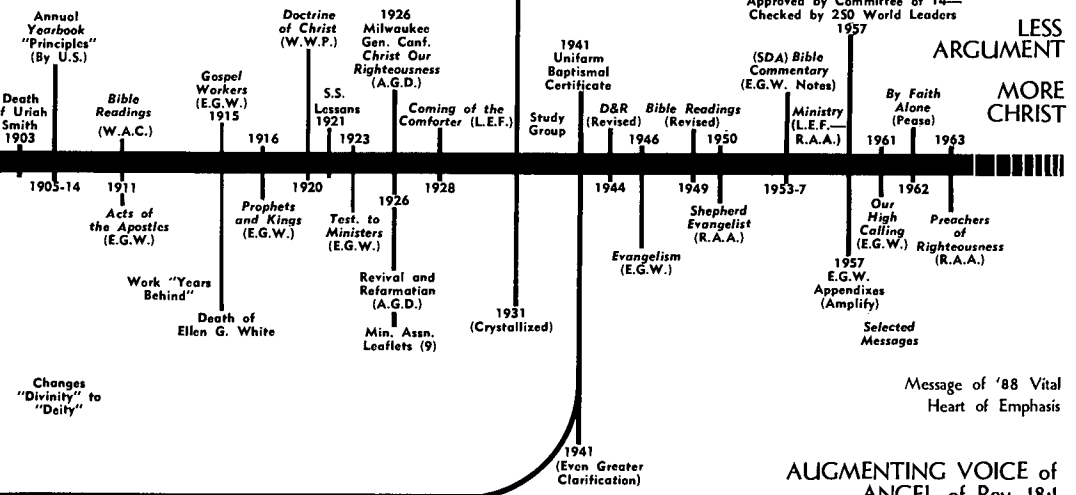 Approved by Committee of 14—
Checked by 250 World Leaders
1957
LESS
ARGUMENT
MORE
CHRIST
Annual
Yearbook
"Principles"
(By U.S.)
Death
f Uriah
Smith
1903
Bible
Readings
(W.A.C.)
Gospel
Workers
(E.G.W.)
1915
1916
Doctrine
of Christ
(W.W.P.)
S.S.
Lessons
1921
1923
1926
Milwaukee
Gen. Conf.
Christ Our
Righteousness
(A.G.D.)
Coming of the
Comforter (L.E.F.)
Study
Group
1941
Uniform
Baptismal
Certificate
D&R
(Revised)
1946
Bible Readings
(Revised)
1950
(SDA) Bible
Commentary
(E.G.W. Notes)
Ministry
(L.E.F.—
R.A.A.)
1961
By Faith
Alone
(Pease)
1963
1905-14
1911
Acts of
the Apostles
(E.G.W.)
Work "Years
Behind"
Death of
Ellen G. White
Prophets
and Kings
(E.G.W.)
1920
Test. to
Ministers
(E.G.W.)
1926
Revival and
Reformation
(A.G.D.)
Min. Assn.
Leaflets (9)
1928
1931
(Crystallized)
1944
Evangelism
(E.G.W.)
1949
Shepherd
Evangelist
(R.A.A.)
1953-7
1957
E.G.W.
Appendixes
(Amplify)
Selected
Messages
Our
High
Calling
(E.G.W.)
1962
Preachers
of
Righteousness
(R.A.A.)
Changes
"Divinity" to
"Deity"
1941
(Even Greater
Clarification)
Message of '88 Vital
Heart of Emphasis
AUGMENTING VOICE of
ANGEL of Rev. 18:1